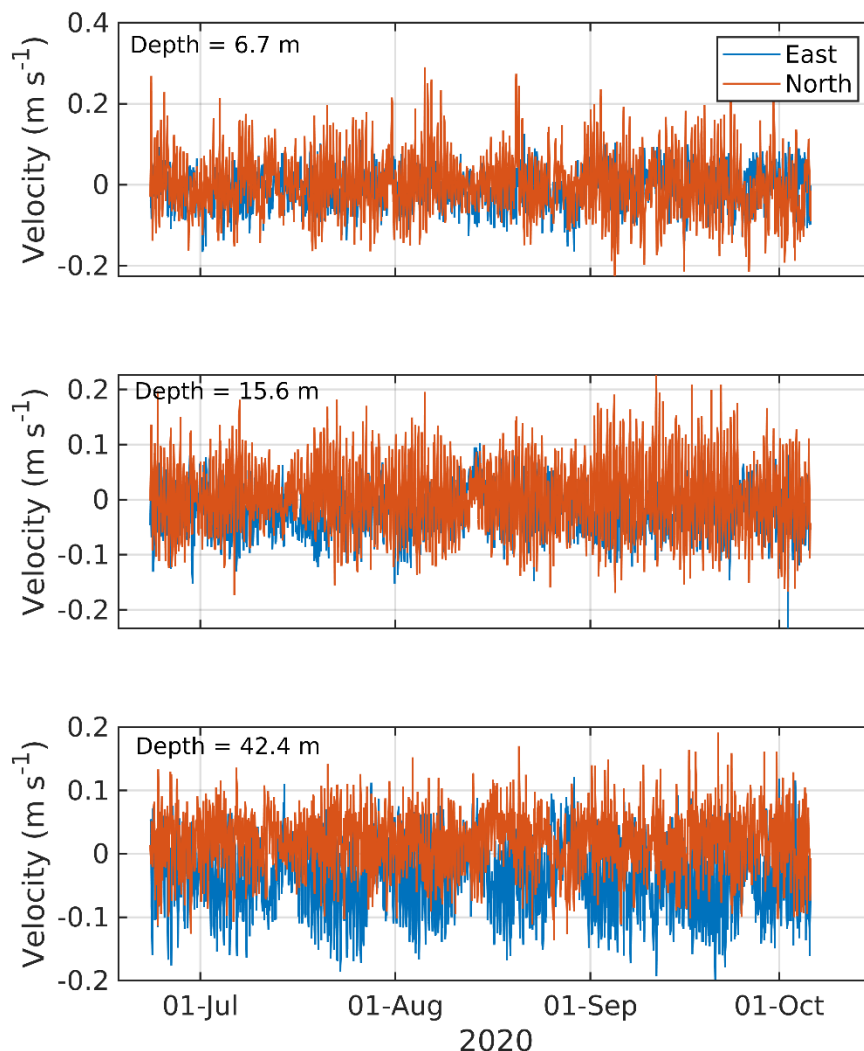 Depth = 6.7 m
East
North
0.4
0.2
0
-0.2
Velocity (m s⁻¹)
Depth = 15.6 m
0.2
0.1
0
-0.1
-0.2
Velocity (m s⁻¹)
Depth = 42.4 m
0.2
0.1
0
-0.1
-0.2
Velocity (m s⁻¹)
01-Jul 01-Aug 01-Sep 01-Oct
2020